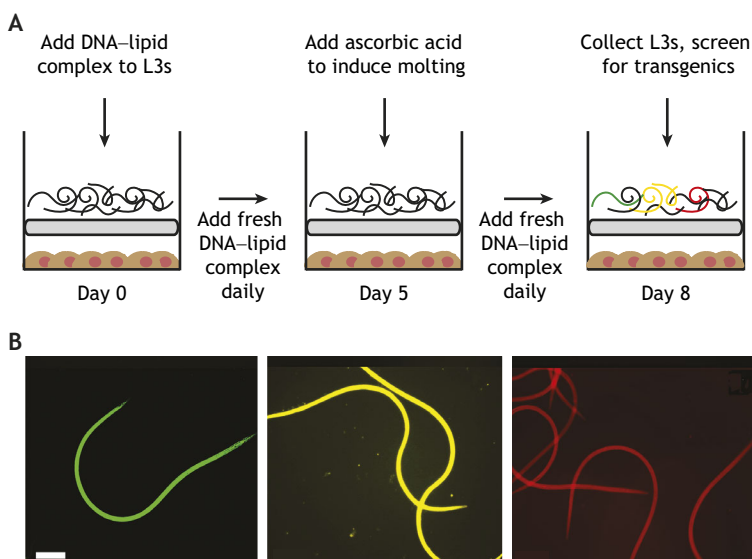 A
Add DNA–lipid
complex to L3s
Add ascorbic acid
to induce molting
Collect L3s, screen
for transgenics
Add fresh
DNA–lipid
complex
daily
Add fresh
DNA–lipid
complex
daily
Day 0
Day 5
Day 8
B